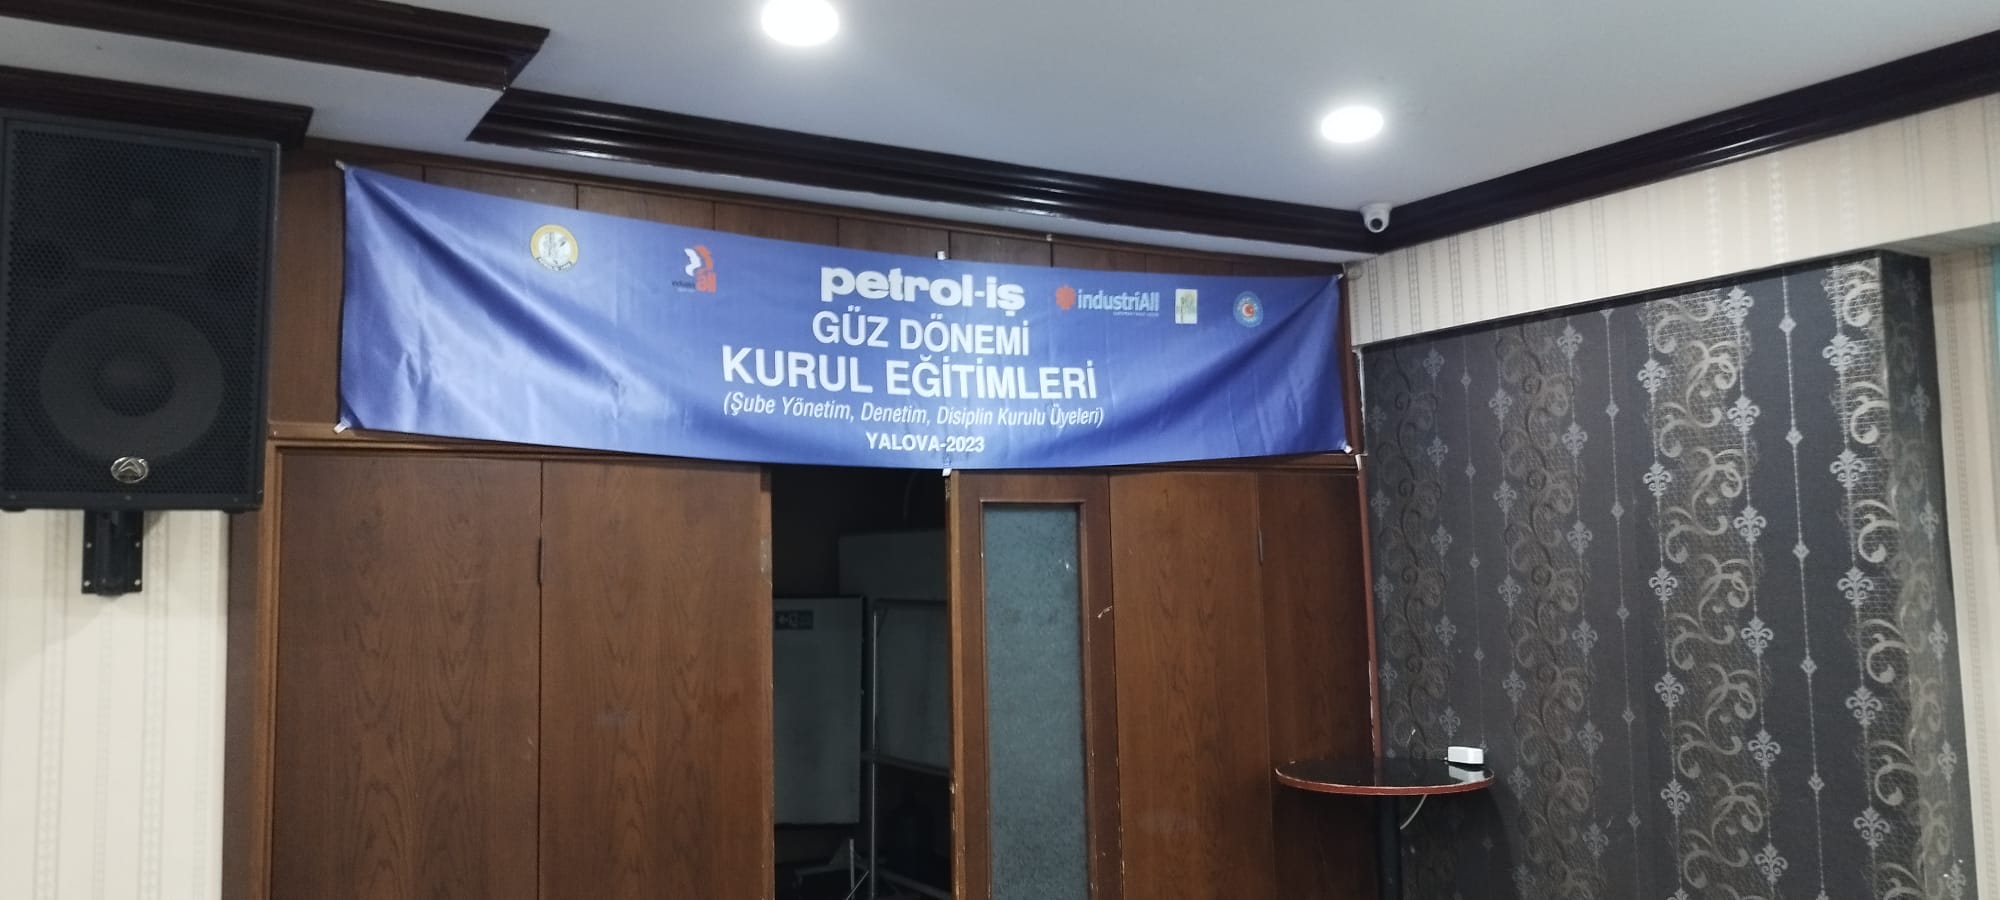 petrol-iş
industriAll
GÜZ DÖNEMİ
KURUL EĞİTİMLERİ
(Şube Yönetim, Denetim, Disiplin Kurulu Üyeleri)
YALOVA-2023